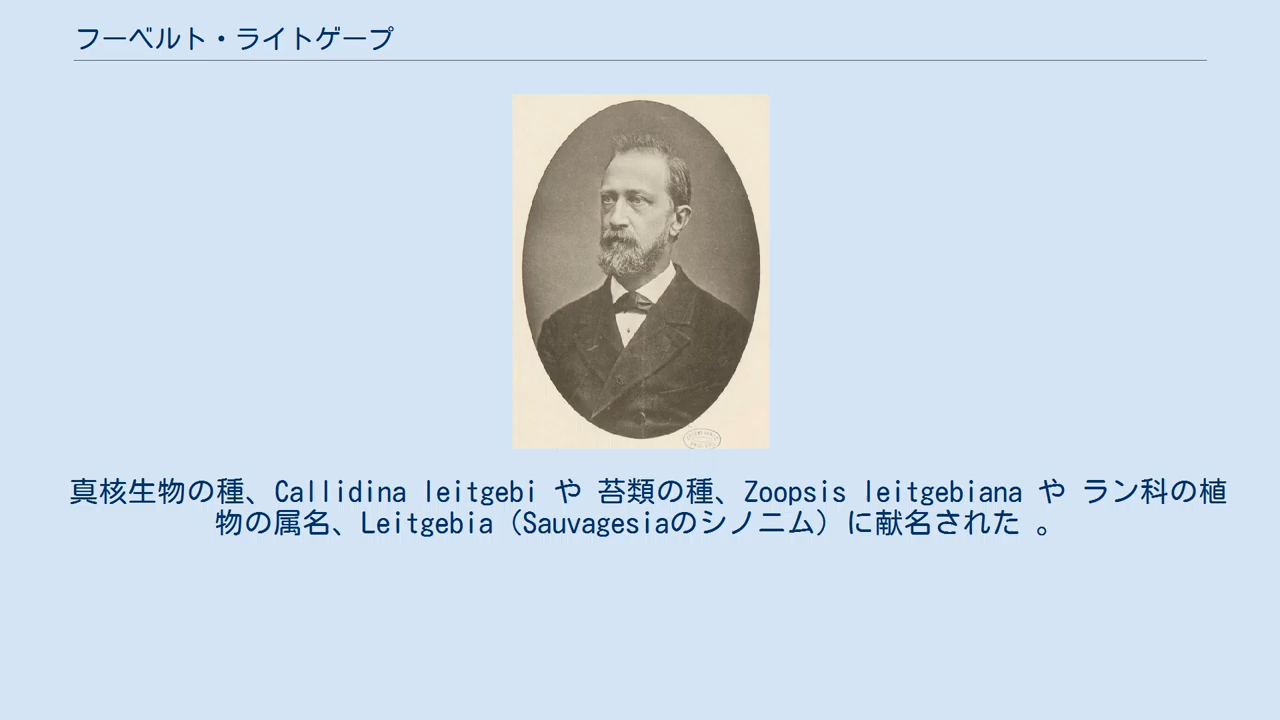 フーベルト・ライトゲープ
真核生物の種、Callidina leitgebi や 苔類の種、Zoopsis leitgebiana や ラン科の植
物の属名、Leitgebia（Sauvagesiaのシノニム）に献名された 。